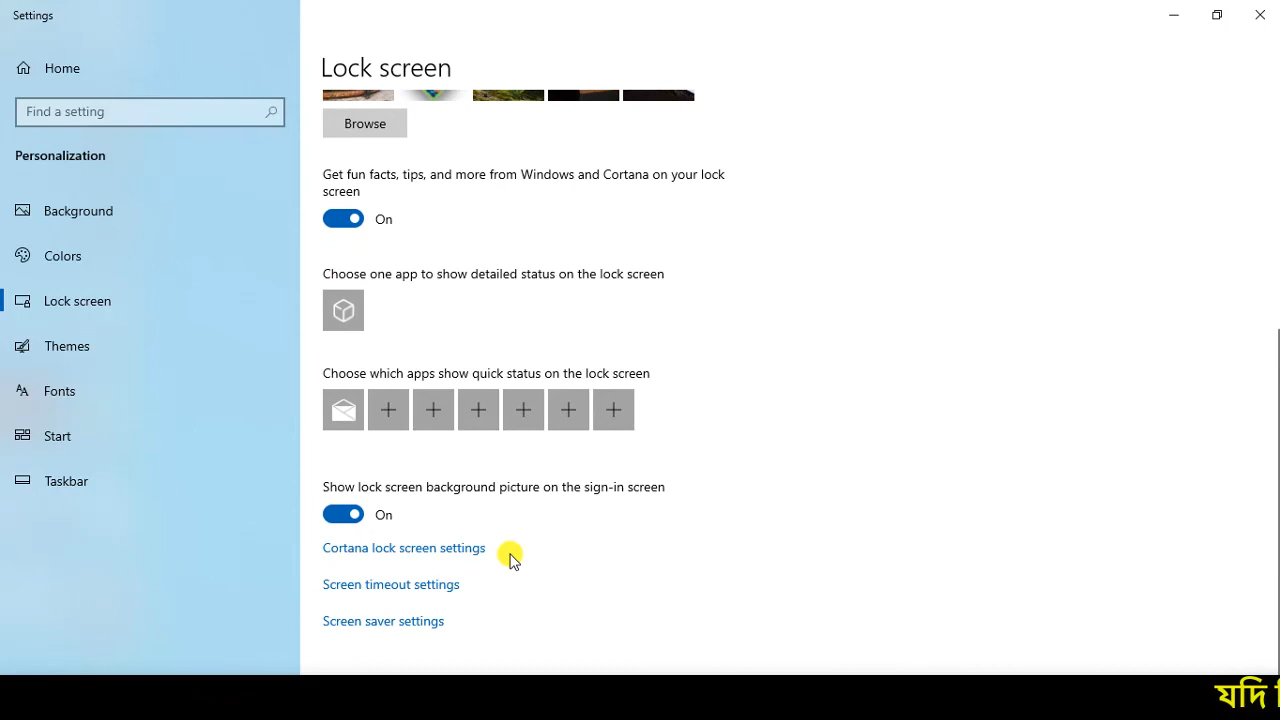 Settings
Home
Find a setting
Personalization
Background
Colors
Lock screen
Themes
Fonts
Start
Taskbar
Lock screen
Browse
Get fun facts, tips, and more from Windows and Cortana on your lock
screen
On
Choose one app to show detailed status on the lock screen
Choose which apps show quick status on the lock screen
Show lock screen background picture on the sign-in screen
On
Cortana lock screen settings
Screen timeout settings
Screen saver settings
যদি